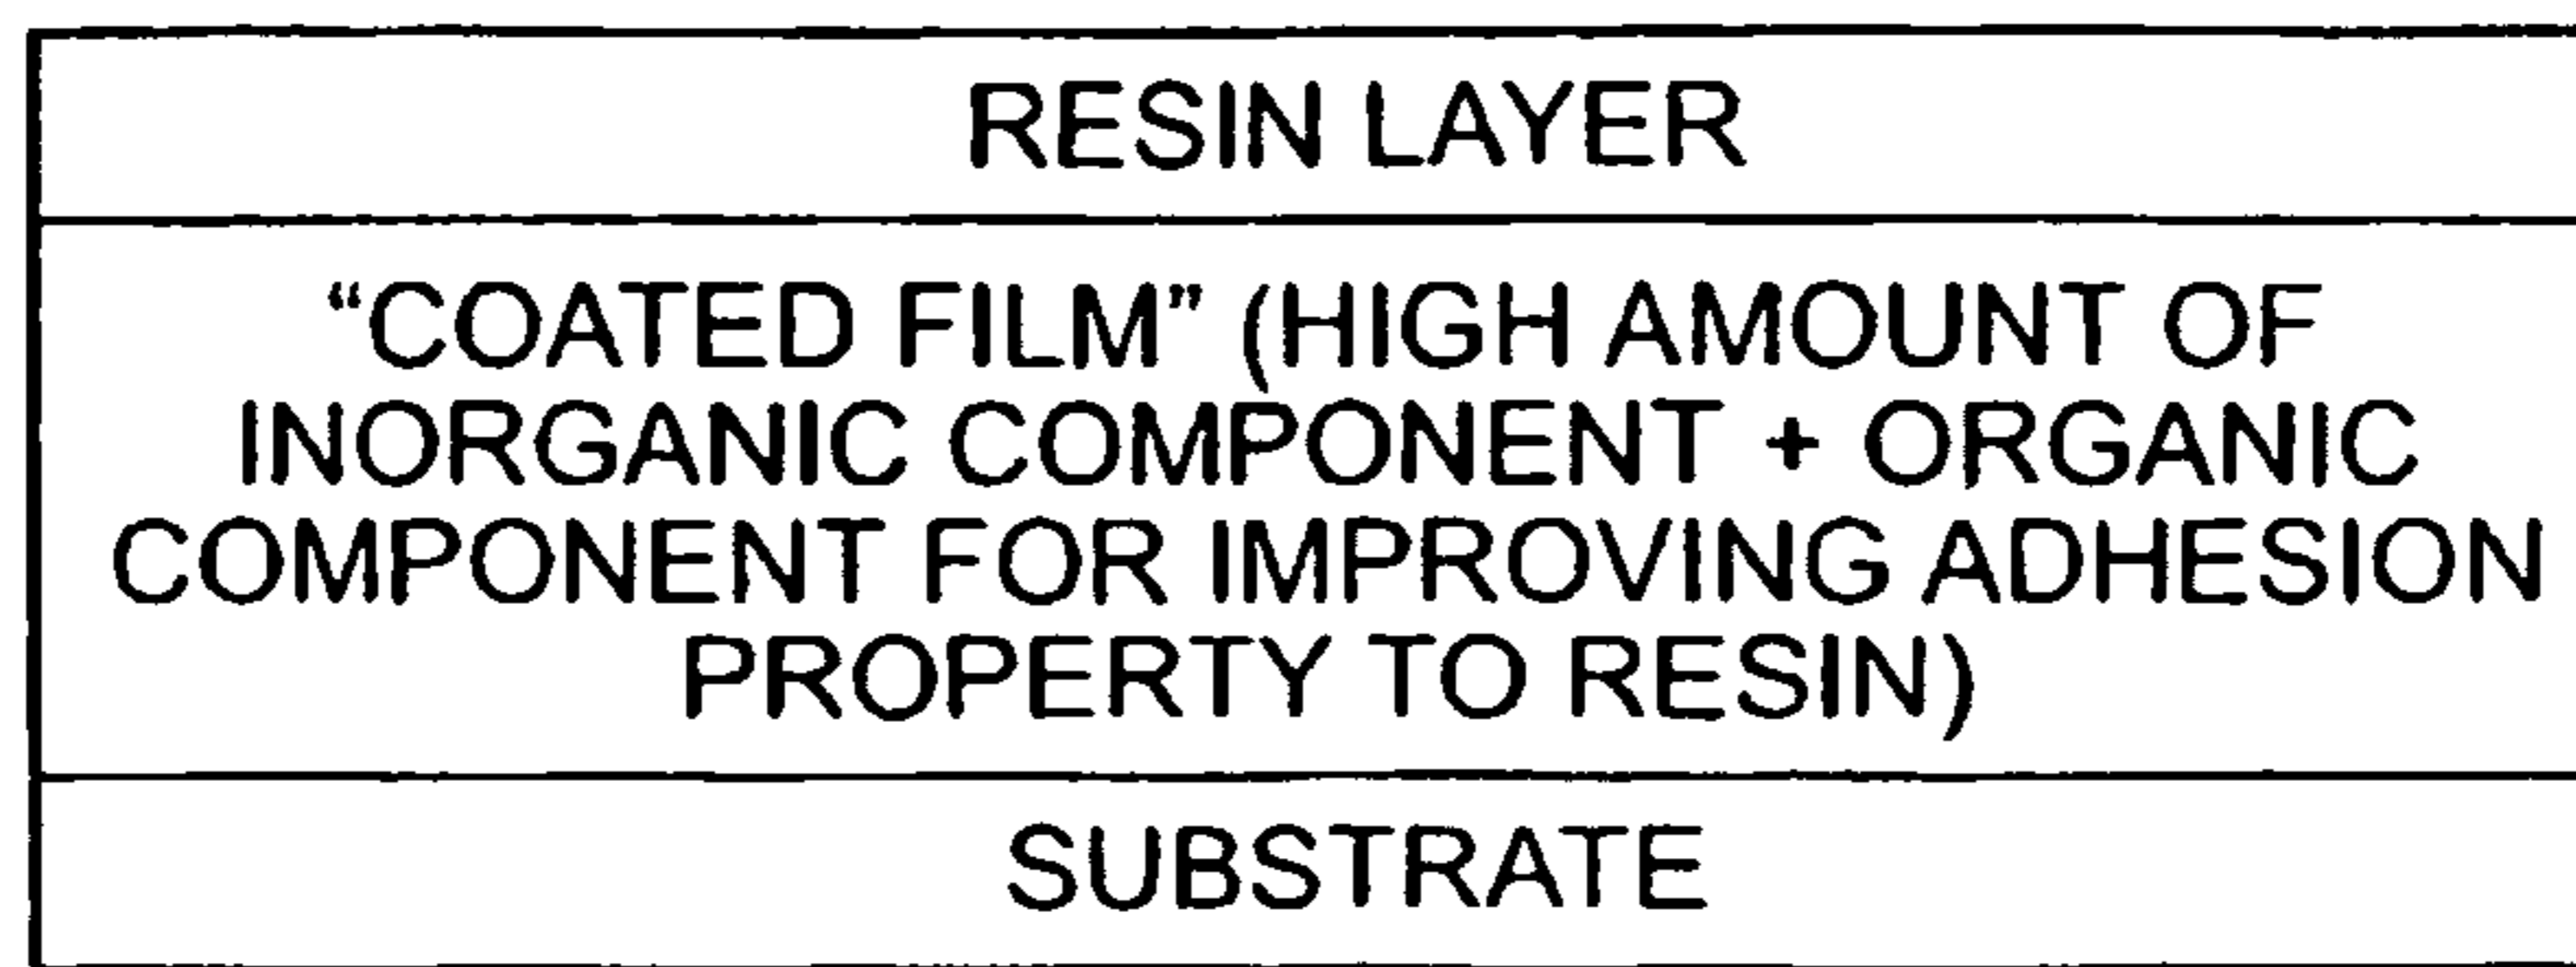 RESIN LAYER
“COATED FILM” (HIGH AMOUNT OF
INORGANIC COMPONENT + ORGANIC
COMPONENT FOR IMPROVING ADHESION
PROPERTY TO RESIN)
SUBSTRATE